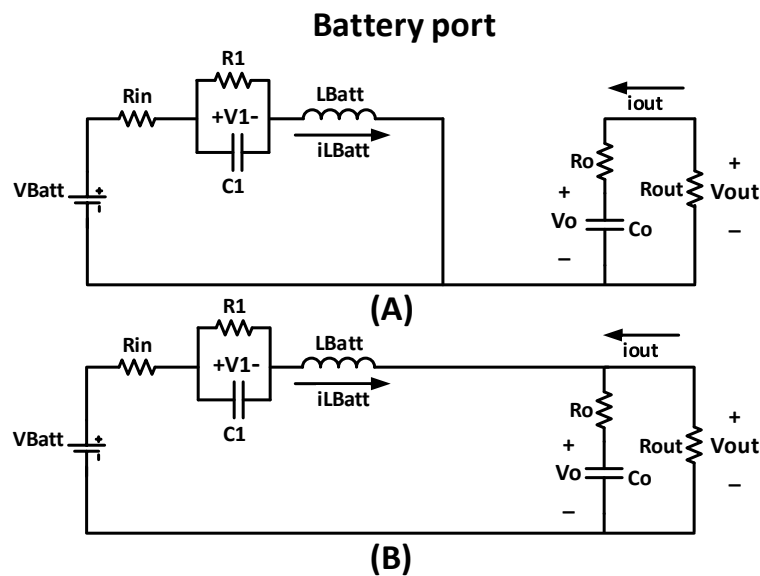 Battery port
R1
Rin
LBatt
iout
+V1-
iLBatt
Ro
+
+
C1
Rout
Vout
VBatt
+
Vo
Co
–
–
(A)
R1
Rin
LBatt
iout
+V1-
iLBatt
Ro
+
+
C1
Rout
Vout
VBatt
+
Vo
Co
–
–
(B)